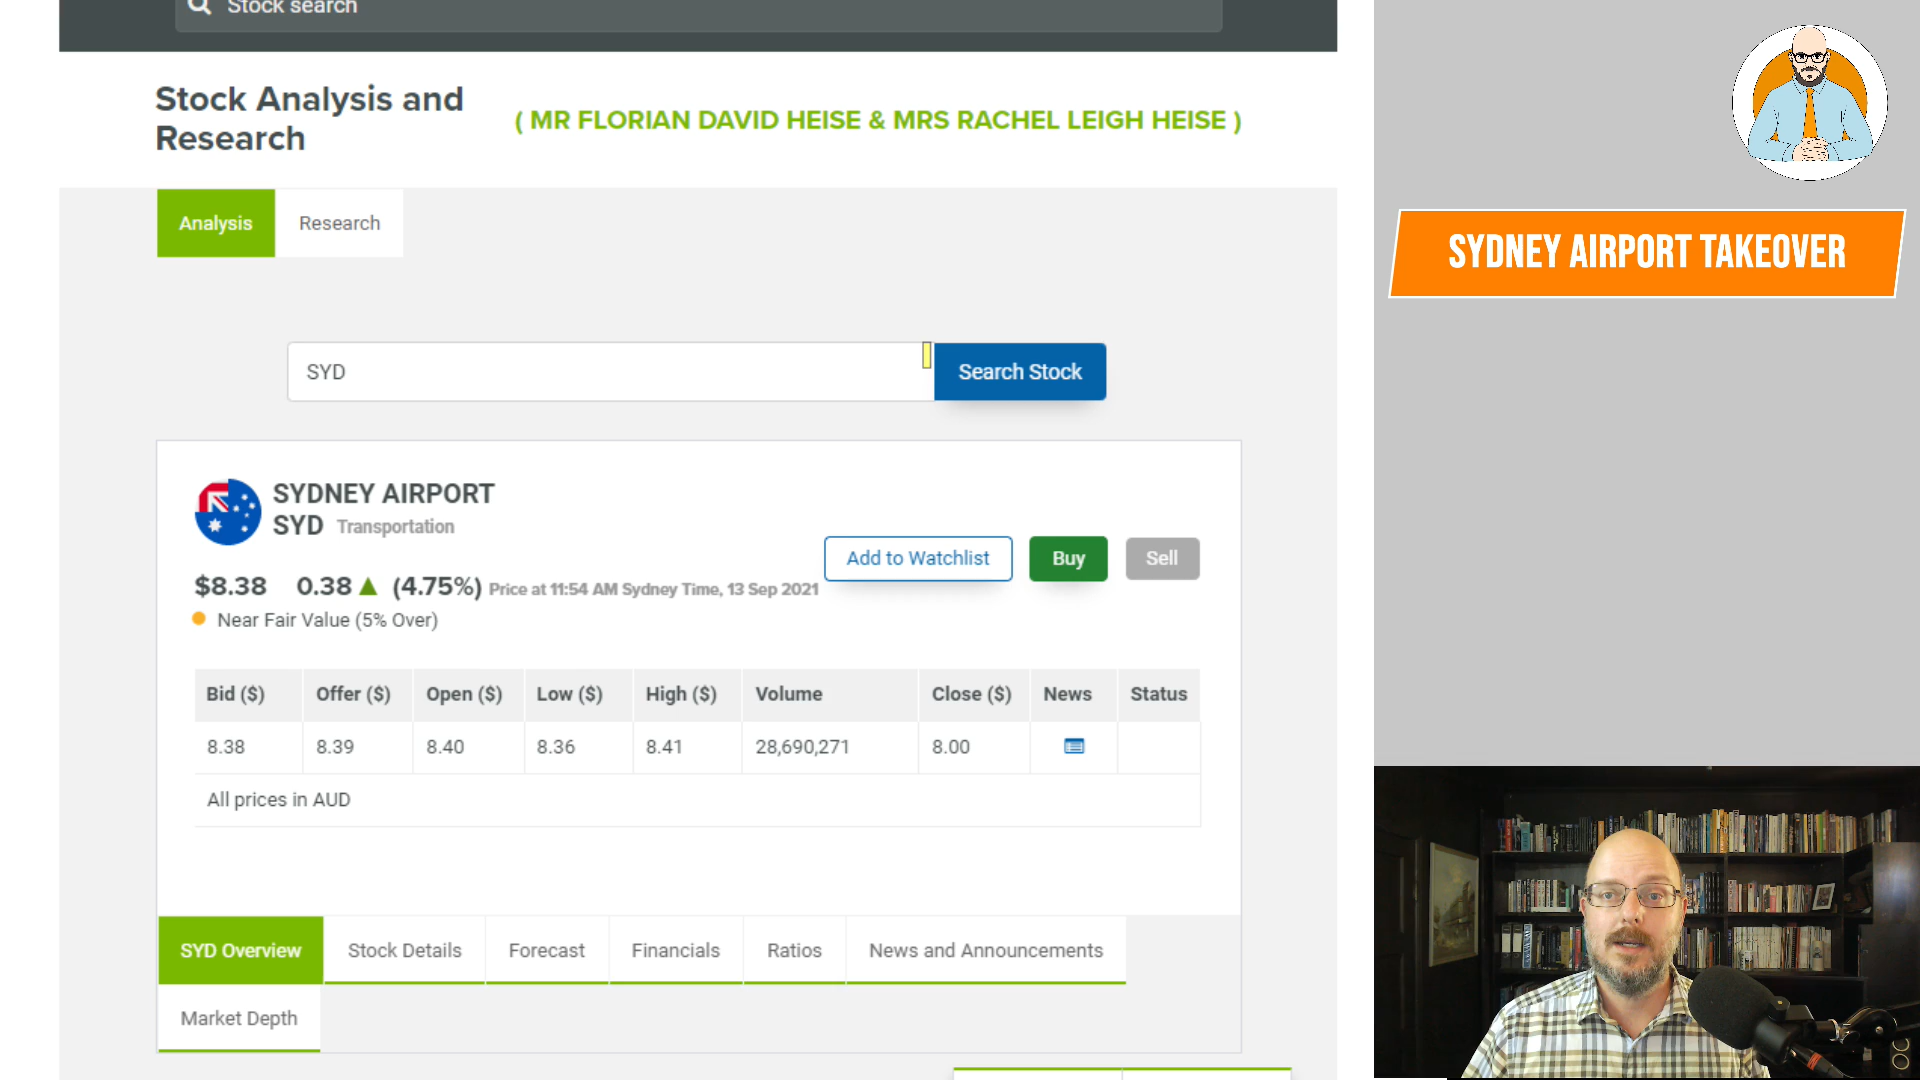 Stock search
Stock Analysis and
Research
( MR FLORIAN DAVID HEISE & MRS RACHEL LEIGH HEISE )
SYDNEY AIRPORT TAKEOVER
Analysis
Research
SYD
Search Stock
SYDNEY AIRPORT
SYD Transportation
Add to Watchlist
Buy
Sell
$8.38 0.38 (4.75%) Price at 11:54 AM Sydney Time, 13 Sep 2021
Near Fair Value (5% Over)
Bid ($) Offer ($) Open ($) Low ($) High ($) Volume Close ($) News Status
8.38 8.39 8.40 8.36 8.41 28,690,271 8.00
All prices in AUD
SYD Overview Stock Details Forecast Financials Ratios News and Announcements
Market Depth